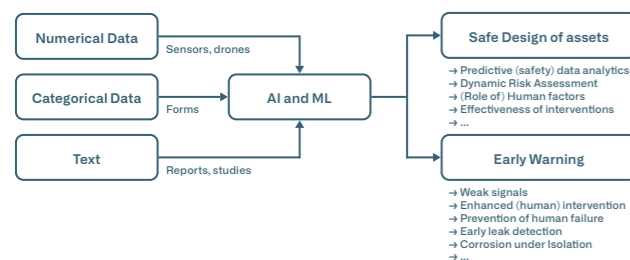 Numerical Data
Sensors, drones
Categorical Data
Forms
Text
Reports, studies
AI and ML
Safe Design of assets
→ Predictive (safety) data analytics
→ Dynamic Risk Assessment
→ (Role of) Human factors
→ Effectiveness of interventions
→ ...
Early Warning
→ Weak signals
→ Enhanced (human) intervention
→ Prevention of human failure
→ Early leak detection
→ Corrosion under Isolation
→ ...